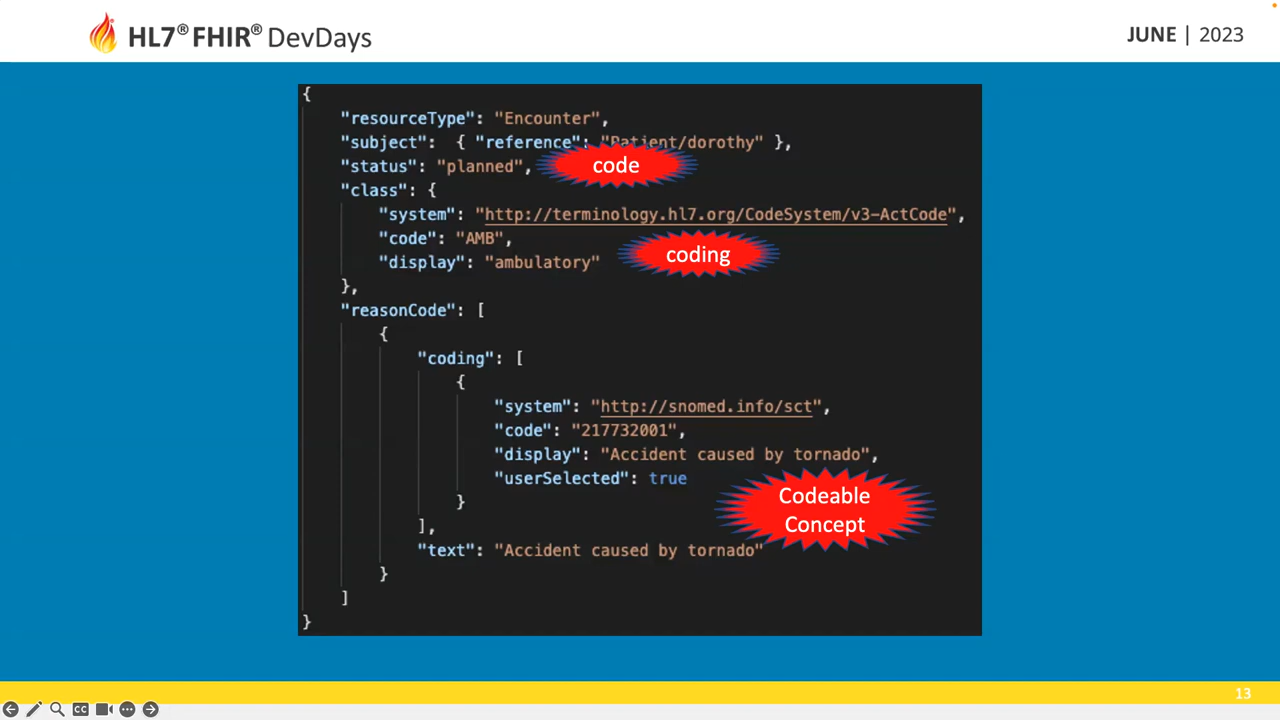 HL7® FHIR® DevDays
JUNE | 2023
{
"resourceType": "Encounter",
"subject": { "reference": "Patient/dorothy" },
"status": "planned",
code
"class": {
"system": "http://terminology.hl7.org/CodeSystem/v3-ActCode",
"code": "AMB",
coding
"display": "ambulatory"
},
"reasonCode": [
{
"coding": [
{
"system": "http://snomed.info/sct",
"code": "217732001",
"display": "Accident caused by tornado",
"userSelected": true
}
Codeable
Concept
],
"text": "Accident caused by tornado"
}
]
}
13
CC